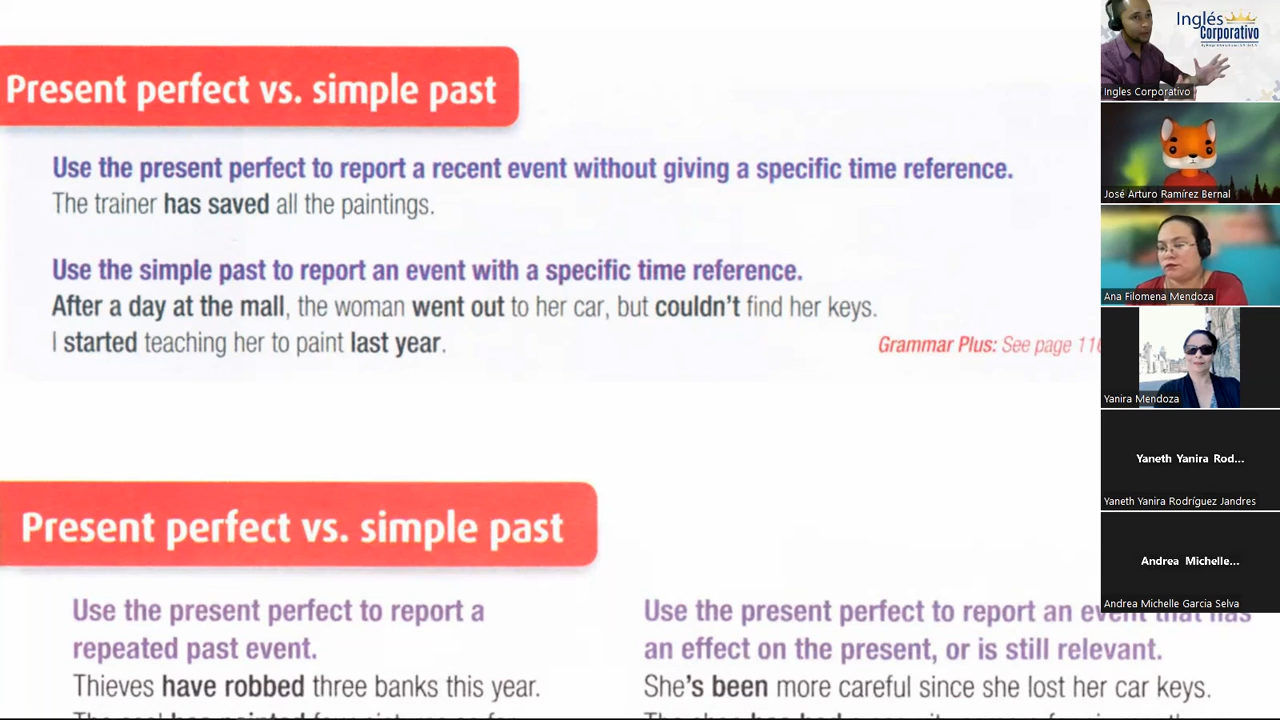 Present perfect vs. simple past
Use the present perfect to report a recent event without giving a specific time reference.
The trainer has saved all the paintings.
Use the simple past to report an event with a specific time reference.
After a day at the mall, the woman went out to her car, but couldn't find her keys.
I started teaching her to paint last year.
Grammar Plus: See page 116
Present perfect vs. simple past
Use the present perfect to report a
repeated past event.
Thieves have robbed three banks this year.
Use the present perfect to report an event that has
an effect on the present, or is still relevant.
She's been more careful since she lost her car keys.
Inglés
Corporativo
Ingles Corporativo
José Arturo Ramírez Bernal
Ana Filomena Mendoza
Yanira Mendoza
Yaneth Yanira Rod...
Yaneth Yanira Rodríguez Jandres
Andrea Michelle...
Andrea Michelle Garcia Selva